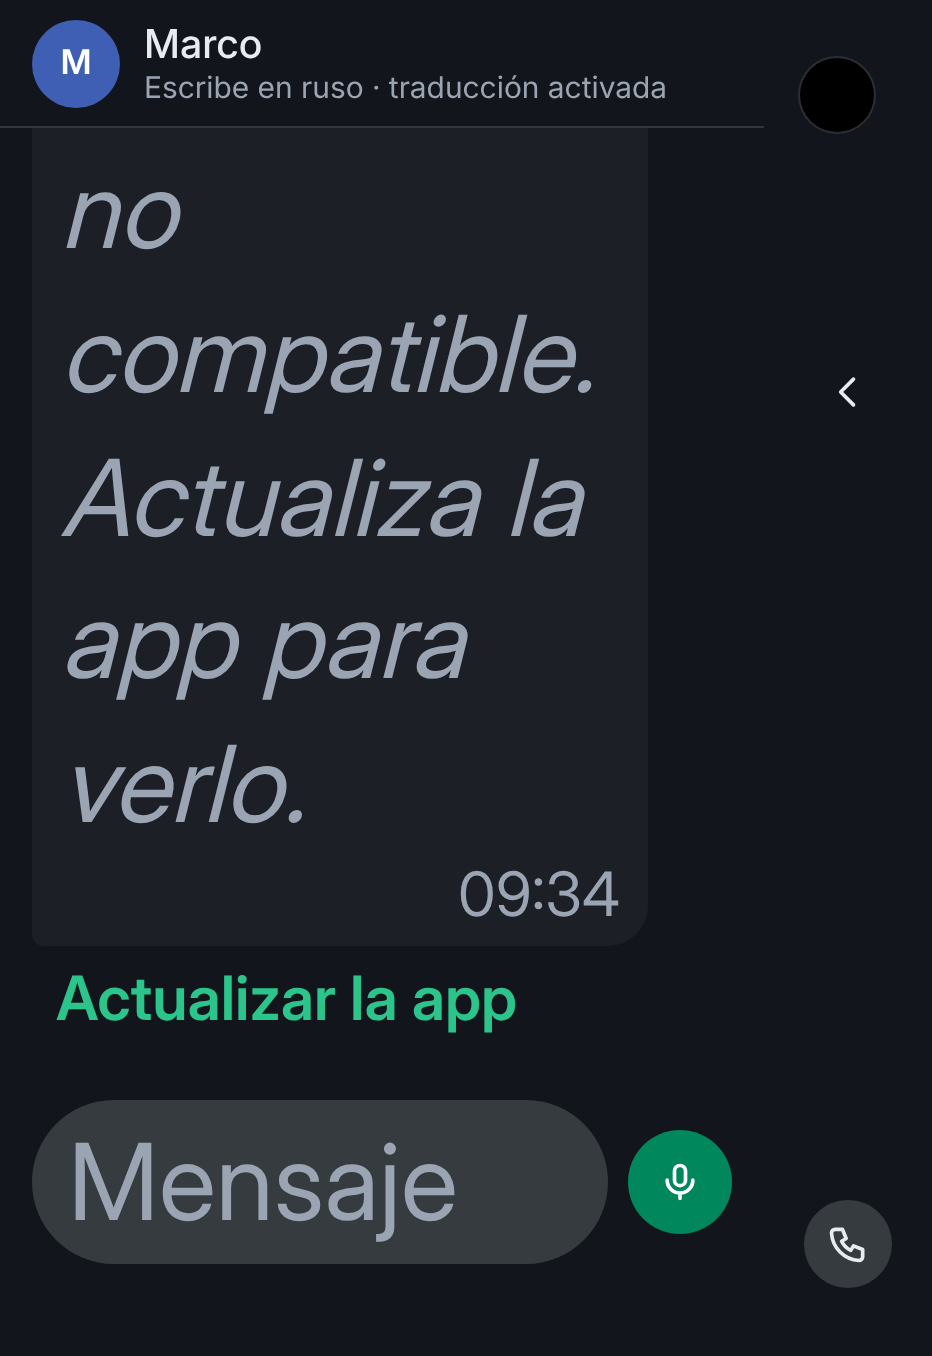 M
Marco
Escribe en ruso · traducción activada
no
compatible.
Actualiza la
app para
verlo.
09:34
Actualizar la app
Mensaje